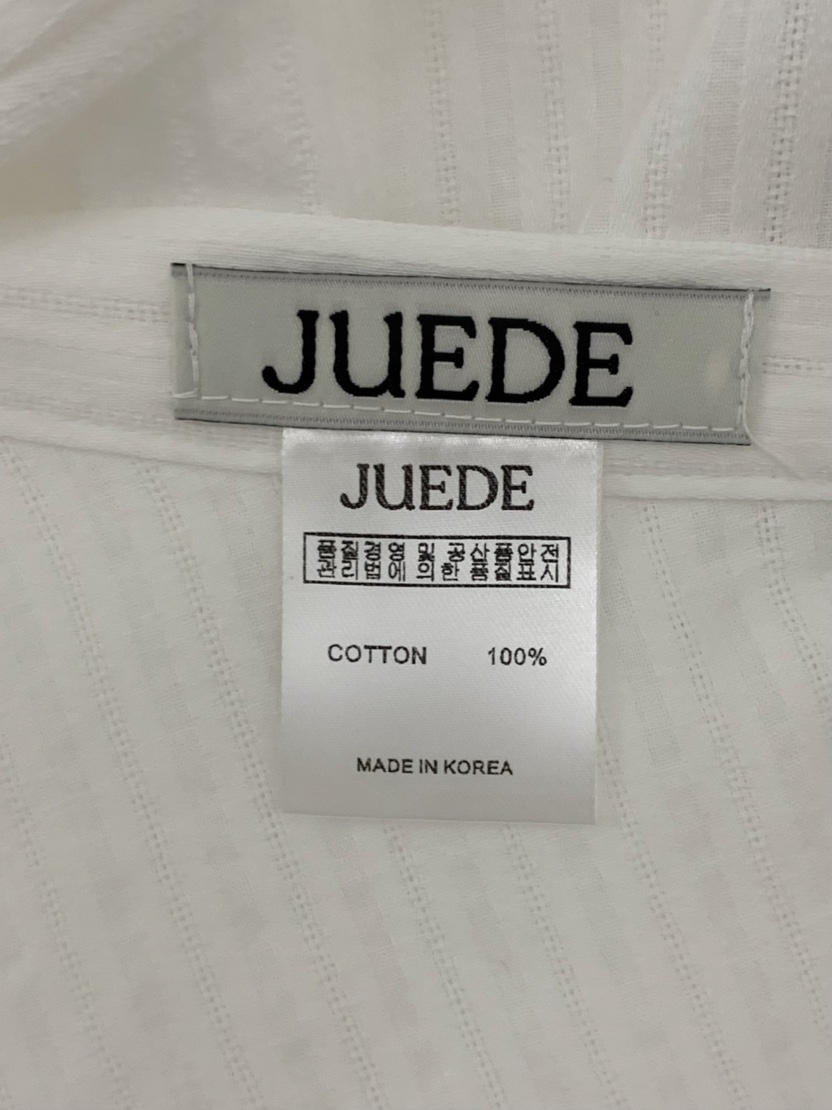 JUEDE
JUEDE
품질경영 및 공산품안전
관리법에 의한 품질표시
COTTON 100%
MADE IN KOREA